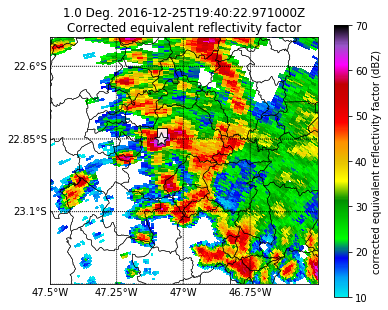 1.0 Deg. 2016-12-25T19:40:22.971000Z
Corrected equivalent reflectivity factor
22.6°S
22.85°S
23.1°S
47.5°W
47.25°W
47°W
46.75°W
70
60
50
40
30
20
10
corrected equivalent reflectivity factor (dBZ)